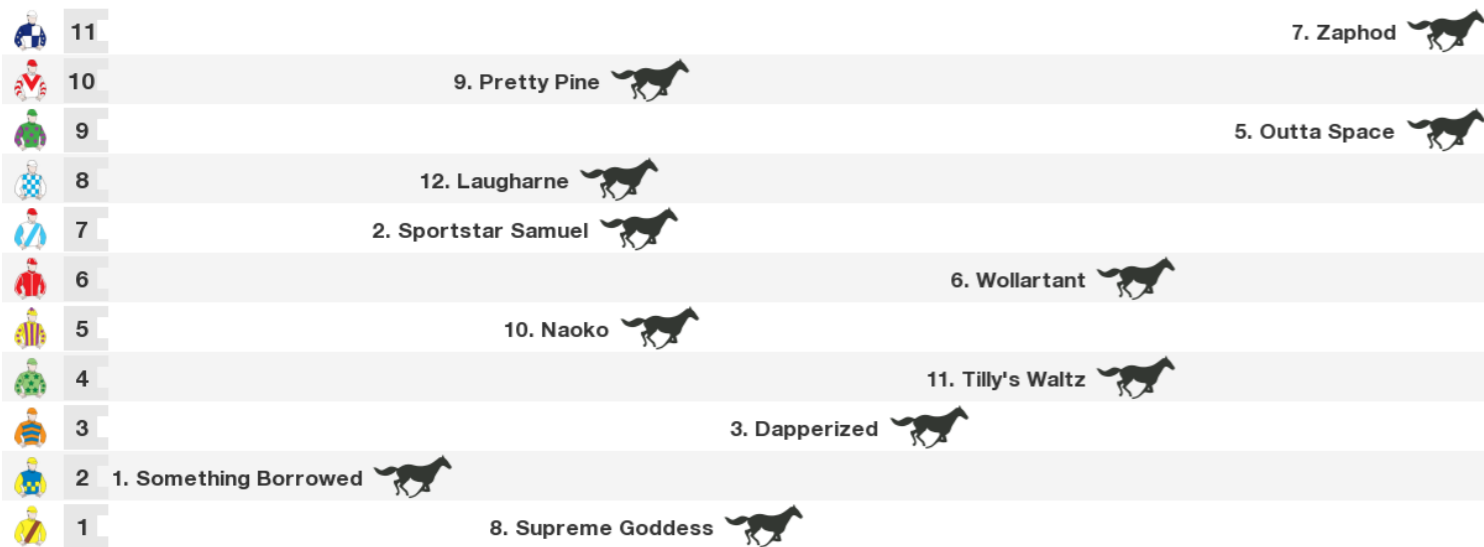 11 7. Zaphod
10 9. Pretty Pine
9 5. Outta Space
8 12. Laugharne
7 2. Sportstar Samuel
6 6. Wollartant
5 10. Naoko
4 11. Tilly's Waltz
3 3. Dapperized
2 1. Something Borrowed
1 8. Supreme Goddess